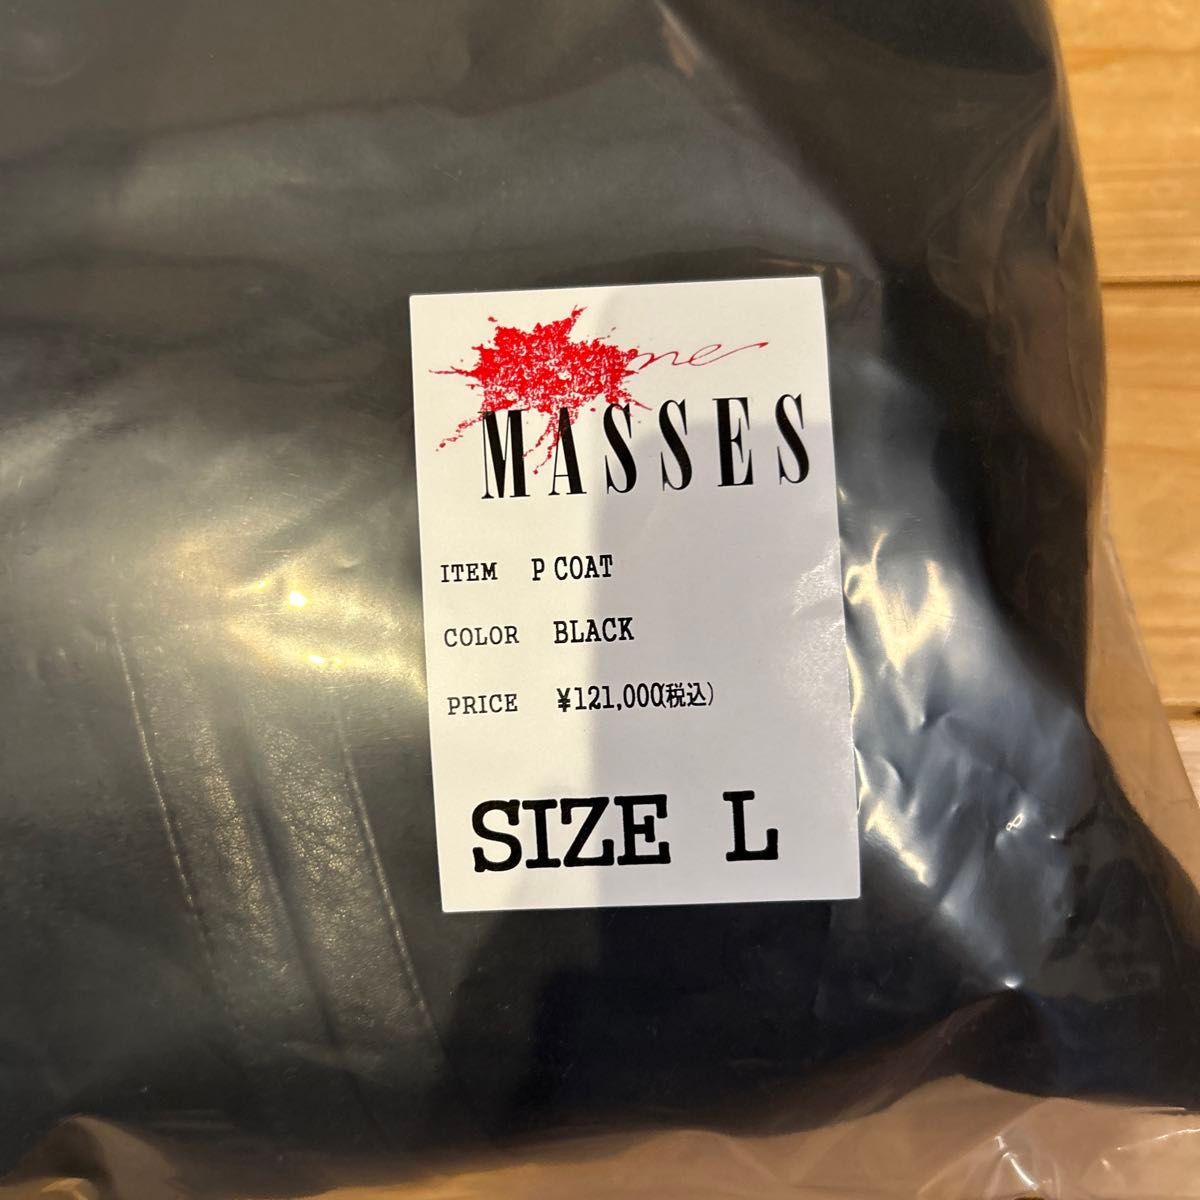 MASSES
ITEM P COAT
COLOR BLACK
PRICE ¥121,000(税込)
SIZE L